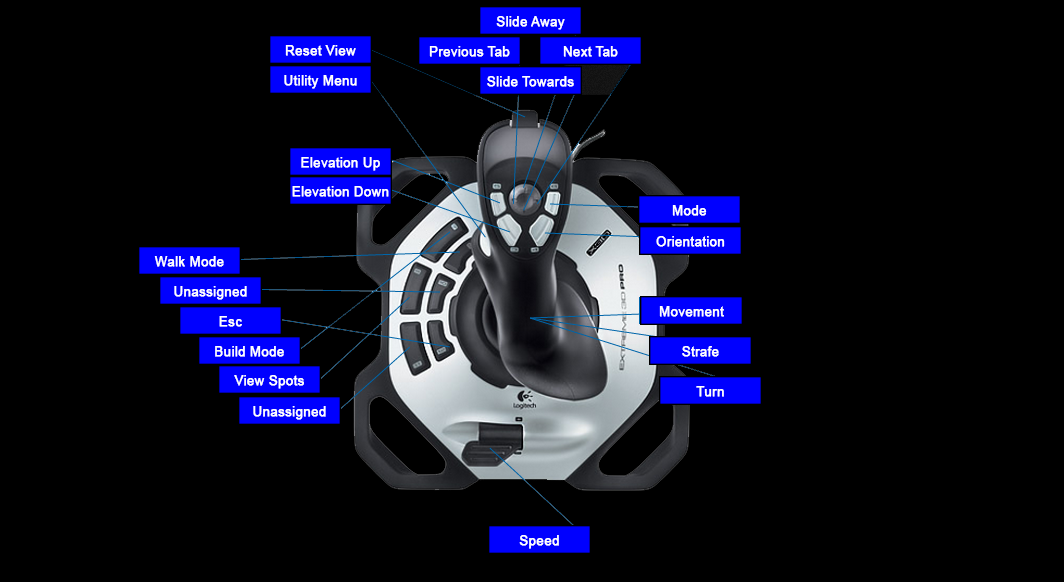 Slide Away
Reset View
Previous Tab
Next Tab
Utility Menu
Slide Towards
Elevation Up
Elevation Down
Mode
Orientation
Walk Mode
Unassigned
Esc
Build Mode
View Spots
Unassigned
Movement
Strafe
Turn
EXTREME 3D PRO
Logitech
Speed